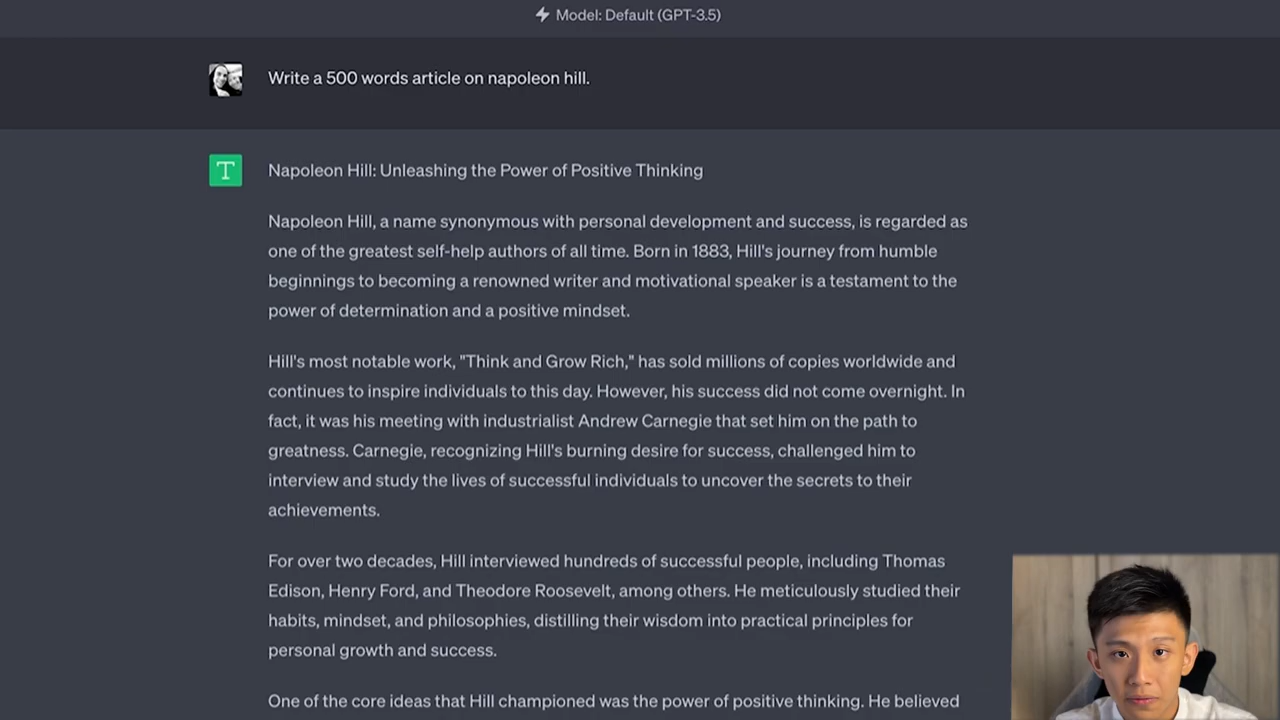 Model: Default (GPT-3.5)
Write a 500 words article on napoleon hill.
T
Napoleon Hill: Unleashing the Power of Positive Thinking
Napoleon Hill, a name synonymous with personal development and success, is regarded as
one of the greatest self-help authors of all time. Born in 1883, Hill's journey from humble
beginnings to becoming a renowned writer and motivational speaker is a testament to the
power of determination and a positive mindset.
Hill's most notable work, "Think and Grow Rich," has sold millions of copies worldwide and
continues to inspire individuals to this day. However, his success did not come overnight. In
fact, it was his meeting with industrialist Andrew Carnegie that set him on the path to
greatness. Carnegie, recognizing Hill's burning desire for success, challenged him to
interview and study the lives of successful individuals to uncover the secrets to their
achievements.
For over two decades, Hill interviewed hundreds of successful people, including Thomas
Edison, Henry Ford, and Theodore Roosevelt, among others. He meticulously studied their
habits, mindset, and philosophies, distilling their wisdom into practical principles for
personal growth and success.
One of the core ideas that Hill championed was the power of positive thinking. He believed